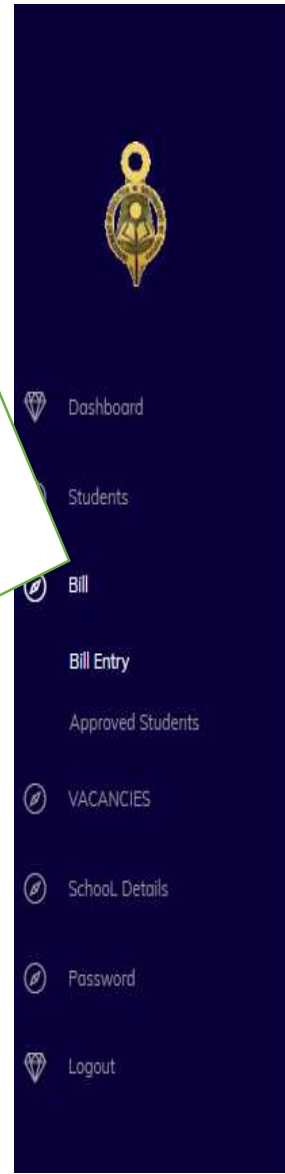 Dashboard
Students
Bill
Bill Entry
Approved Students
VACANCIES
SchooL Details
Password
Logout